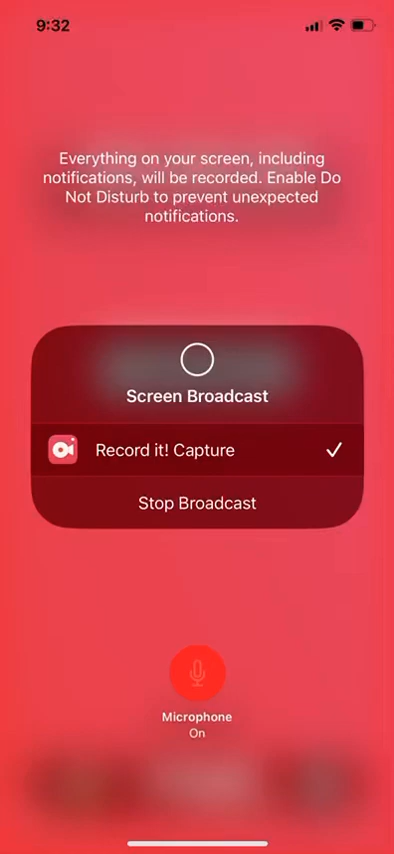 9:32
Everything on your screen, including
notifications, will be recorded. Enable Do
Not Disturb to prevent unexpected
notifications.
Screen Broadcast
Record it! Capture
Stop Broadcast
Microphone
On